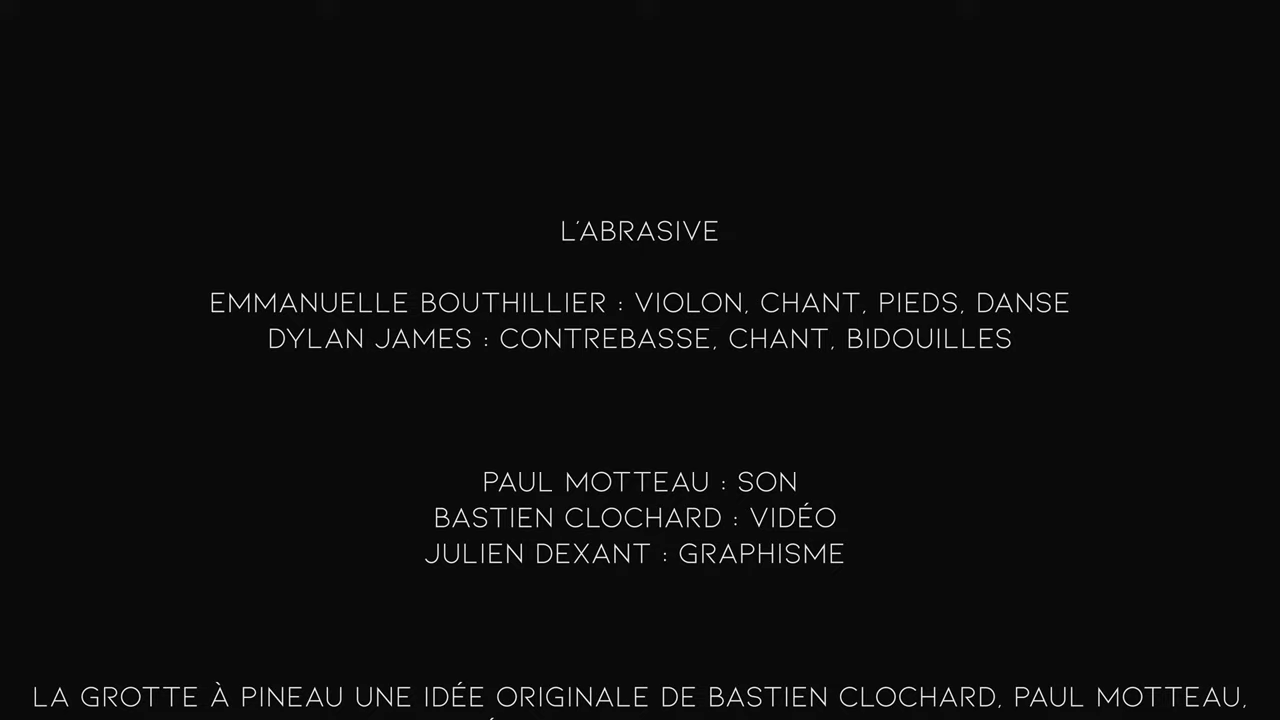 L'ABRASIVE
EMMANUELLE BOUTHILLIER : VIOLON, CHANT, PIEDS, DANSE
DYLAN JAMES : CONTREBASSE, CHANT, BIDOUILLES
PAUL MOTTEAU : SON
BASTIEN CLOCHARD : VIDÉO
JULIEN DEXANT : GRAPHISME
LA GROTTE À PINEAU UNE IDÉE ORIGINALE DE BASTIEN CLOCHARD, PAUL MOTTEAU,